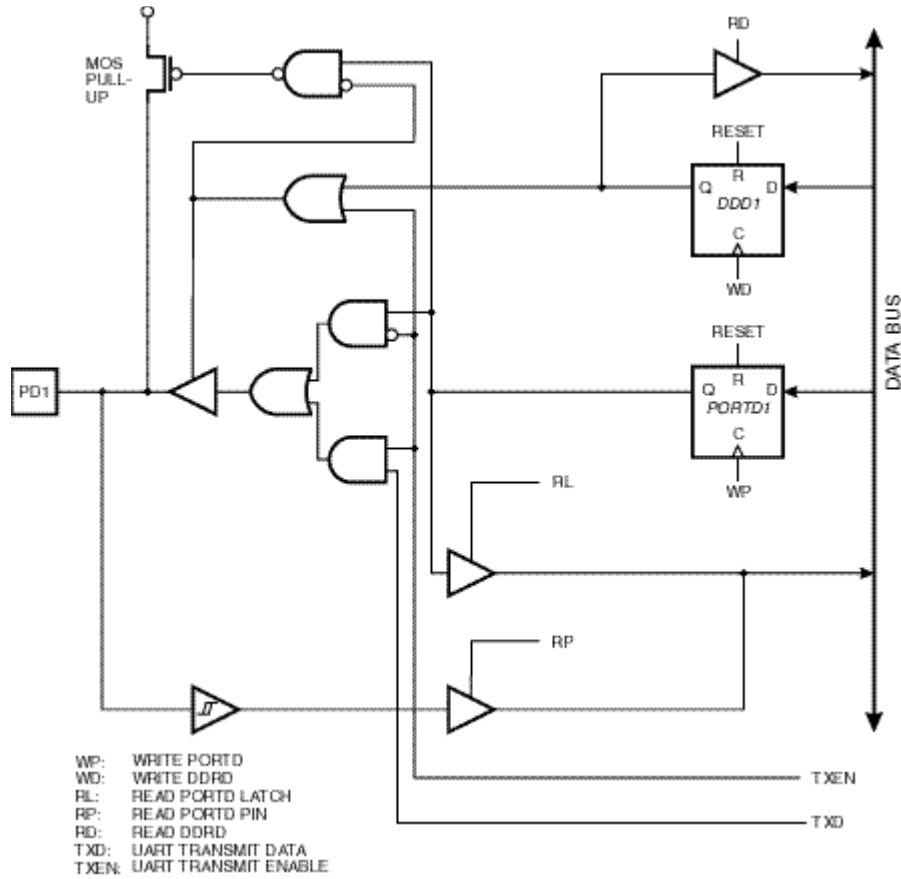 RD
MOS
PULL-
UP
RESET
R
Q
D
DDD1
C
WD
DATA BUS
RESET
R
Q
D
PORTD1
C
WP
PD1
RL
RP
WP: WRITE PORTD
WD: WRITE DDRD
RL: READ PORTD LATCH
RP: READ PORTD PIN
RD: READ DDRD
TXD: UART TRANSMIT DATA
TXEN: UART TRANSMIT ENABLE
TXEN
TXD